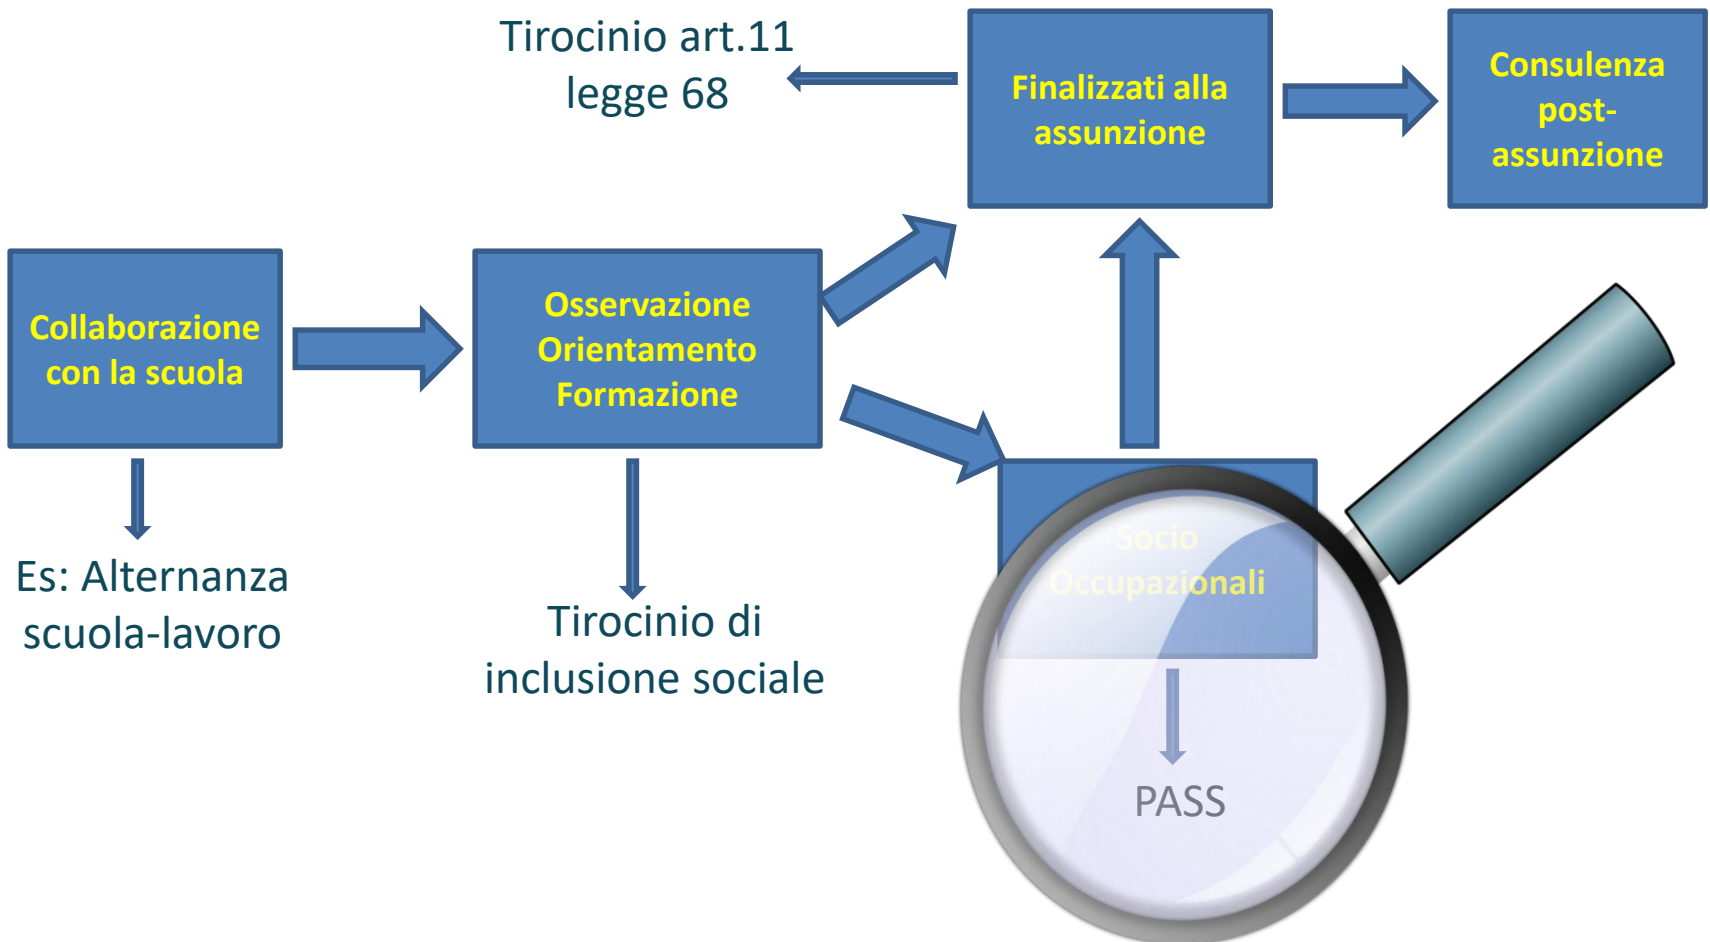 Tirocinio art.11
legge 68
Finalizzati alla
assunzione
Consulenza
post-
assunzione
Collaborazione
con la scuola
Osservazione
Orientamento
Formazione
Socio
Occupazionali
Es: Alternanza
scuola-lavoro
Tirocinio di
inclusione sociale
PASS